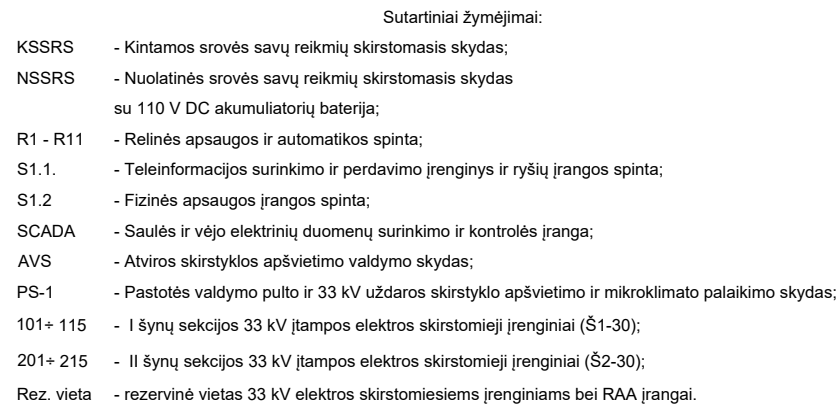 Sutartiniai žymėjimai:
KSSRS - Kintamos srovės savų reikmių skirstomasis skydas;
NSSRS - Nuolatinės srovės savų reikmių skirstomasis skydas
su 110 V DC akumuliatorių baterija;
R1 - R11 - Relinės apsaugos ir automatikos spinta;
S1.1. - Teleinformacijos surinkimo ir perdavimo įrenginys ir ryšių įrangos spinta;
S1.2 - Fizinės apsaugos įrangos spinta;
SCADA - Saulės ir vėjo elektrinių duomenų surinkimo ir kontrolės įranga;
AVS - Atviros skirstyklos apšvietimo valdymo skydas;
PS-1 - Pastotės valdymo pulto ir 33 kV uždaros skirstyklo apšvietimo ir mikroklimato palaikimo skydas;
101÷ 115 - I šynų sekcijos 33 kV įtampos elektros skirstomieji įrenginiai (Š1-30);
201÷ 215 - II šynų sekcijos 33 kV įtampos elektros skirstomieji įrenginiai (Š2-30);
Rez. vieta - rezervinė vietas 33 kV elektros skirstomiesiems įrenginiams bei RAA įrangai.